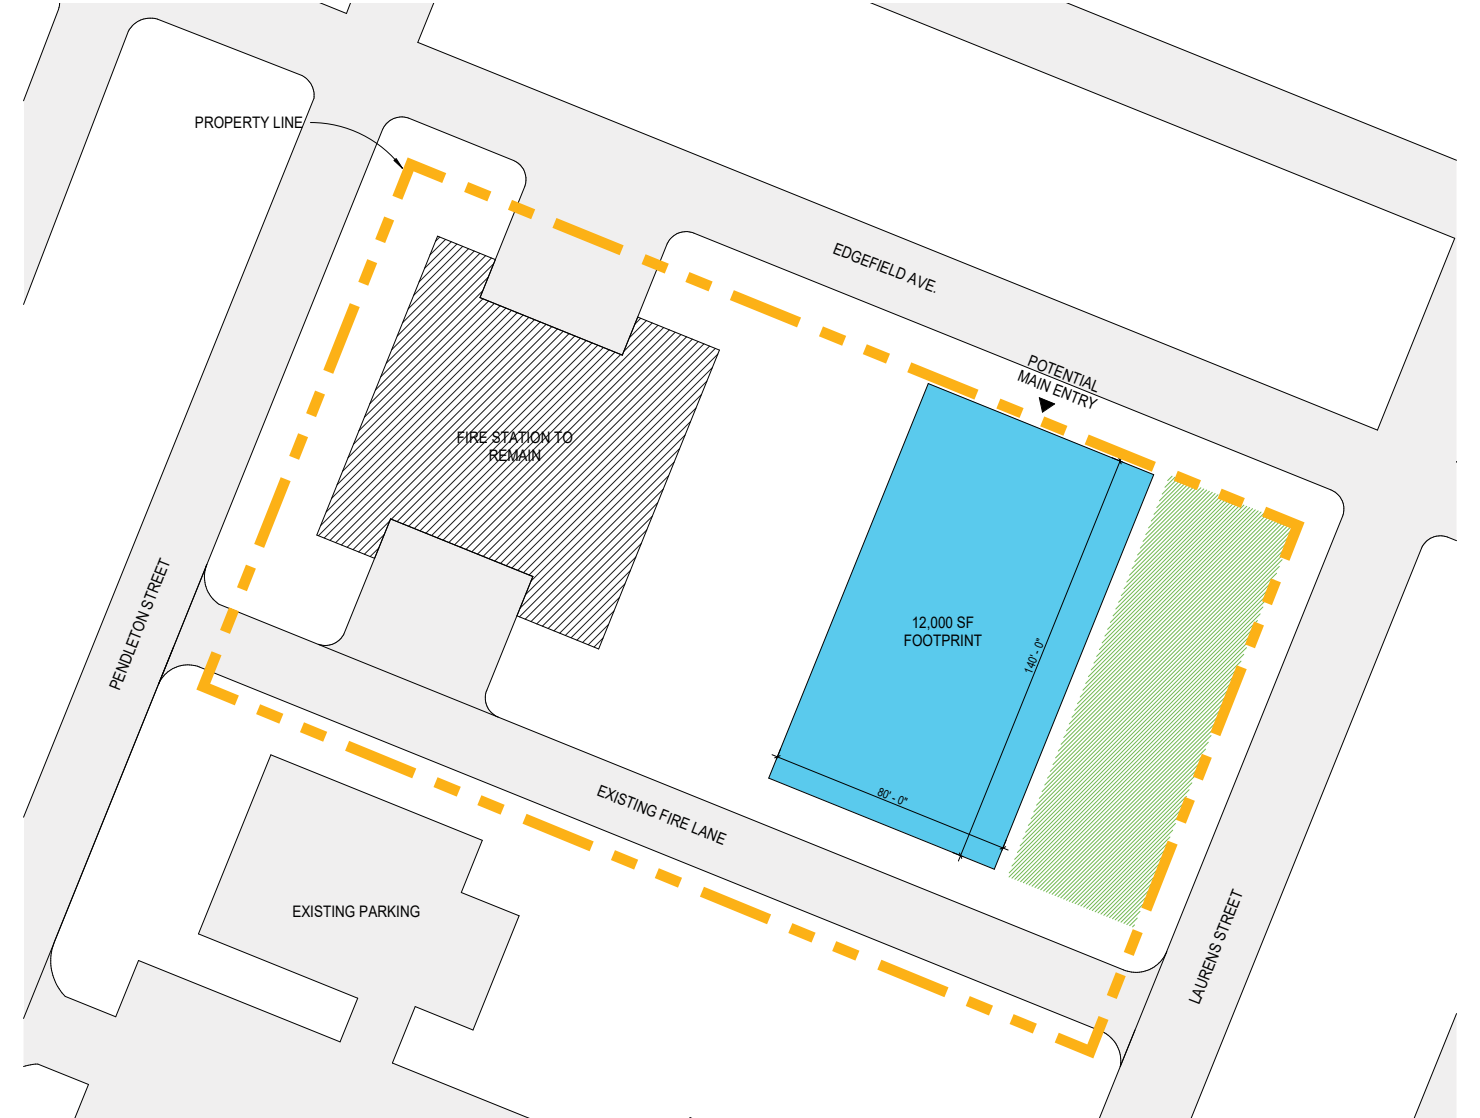 PROPERTY LINE
EDGEFIELD AVE.
POTENTIAL
MAIN ENTRY
FIRE STATION TO
REMAIN
PENDLETON STREET
12,000 SF
FOOTPRINT
140' - 0"
80' - 0"
EXISTING FIRE LANE
EXISTING PARKING
LAURENS STREET